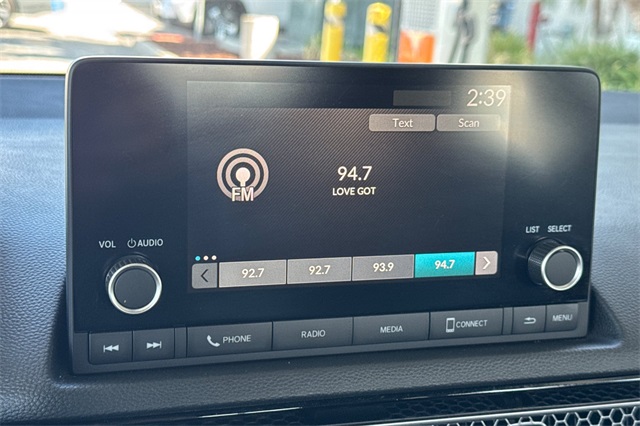 2:39
Text Scan
FM
94.7
LOVE GOT
VOL AUDIO
LIST SELECT
92.7 92.7 93.9 94.7
PHONE RADIO MEDIA CONNECT MENU